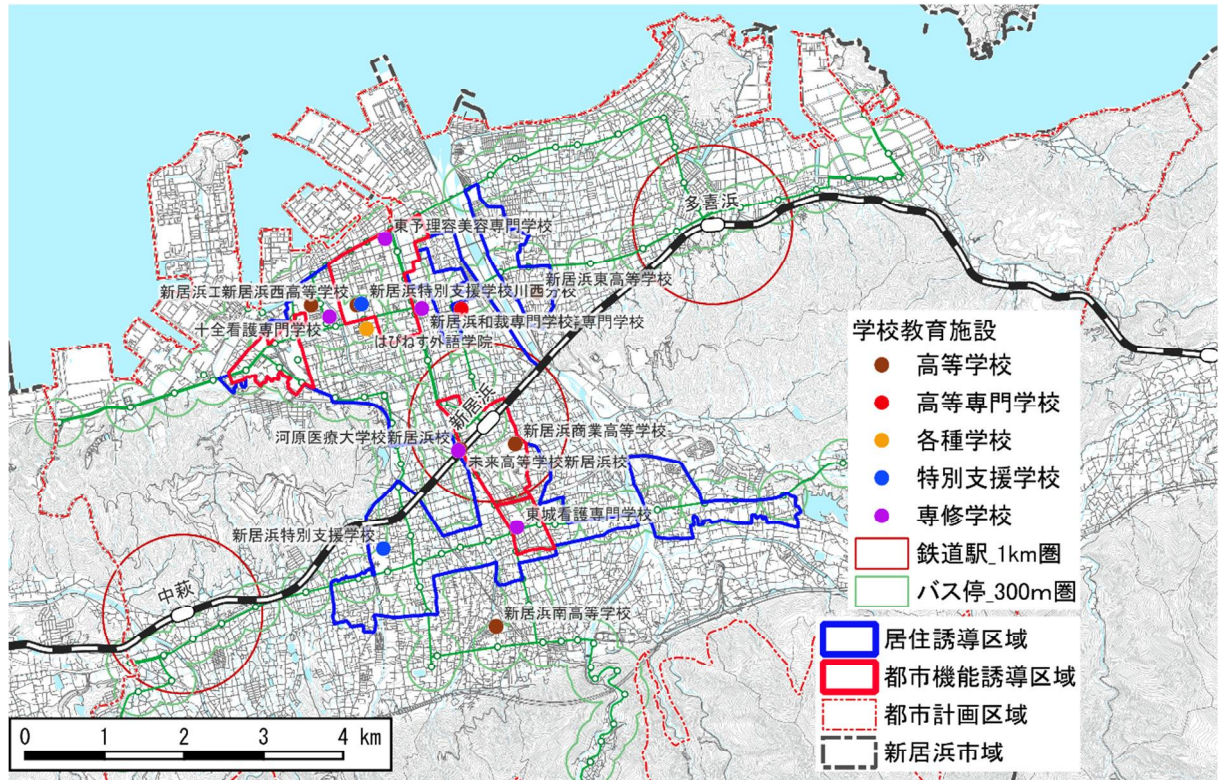 多喜浜
東予理容美容専門学校
新居浜東高等学校
新居浜工
新居浜西高等学校
新居浜特別支援学校川西分校
新居浜和裁専門学校
専門学校
十全看護専門学校
はぴねす外語学院
新居浜
新居浜商業高等学校
河原医療大学校新居浜校
未来高等学校新居浜校
東城看護専門学校
新居浜特別支援学校
中萩
新居浜南高等学校
学校教育施設
高等学校
高等専門学校
各種学校
特別支援学校
専修学校
鉄道駅_1km圏
バス停_300m圏
居住誘導区域
都市機能誘導区域
都市計画区域
新居浜市域
0 1 2 3 4 km